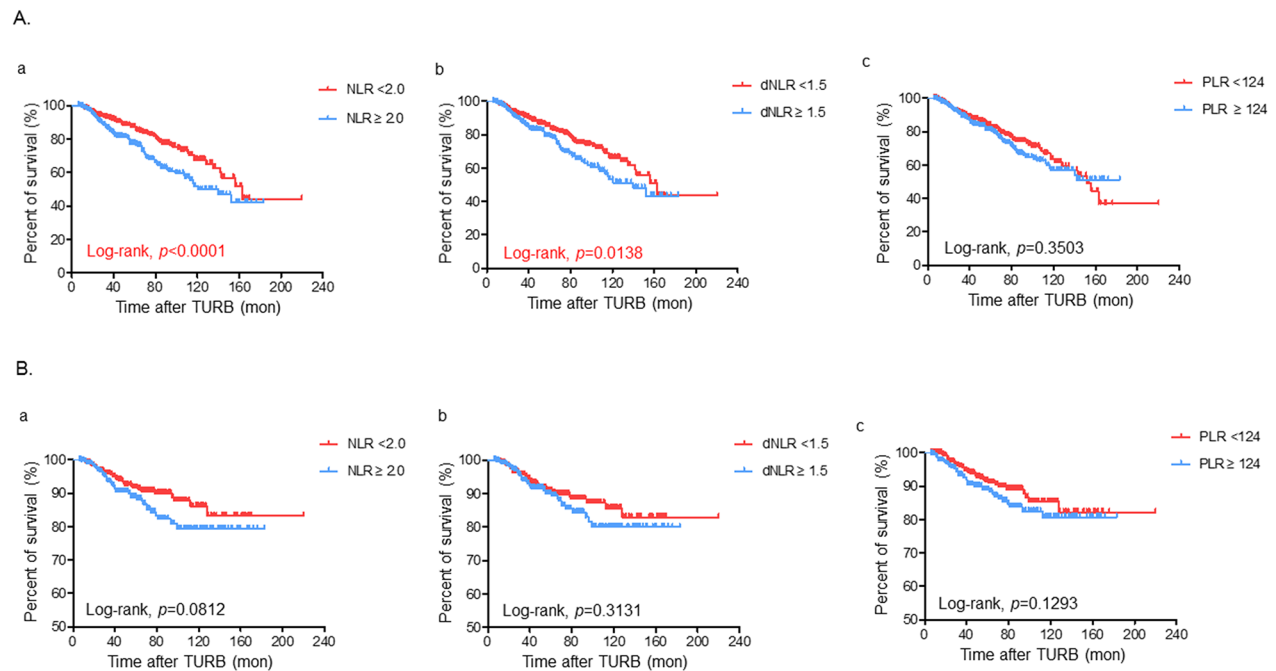 A.
a
NLR <2.0
NLR ≥ 2.0
Percent of survival (%)
100
80
60
40
20
0
Log-rank, p<0.0001
0 40 80 120 160 200 240
Time after TURB (mon)
b
dNLR <1.5
dNLR ≥ 1.5
Percent of survival (%)
100
80
60
40
20
0
Log-rank, p=0.0138
0 40 80 120 160 200 240
Time after TURB (mon)
c
PLR <124
PLR ≥ 124
Percent of survival (%)
100
80
60
40
20
0
Log-rank, p=0.3503
0 40 80 120 160 200 240
Time after TURB (mon)
B.
a
NLR <2.0
NLR ≥ 2.0
Percent of survival (%)
100
90
80
70
60
50
Log-rank, p=0.0812
0 40 80 120 160 200 240
Time after TURB (mon)
b
dNLR <1.5
dNLR ≥ 1.5
Percent of survival (%)
100
90
80
70
60
50
Log-rank, p=0.3131
0 40 80 120 160 200 240
Time after TURB (mon)
c
PLR <124
PLR ≥ 124
Percent of survival (%)
100
90
80
70
60
50
Log-rank, p=0.1293
0 40 80 120 160 200 240
Time after TURB (mon)